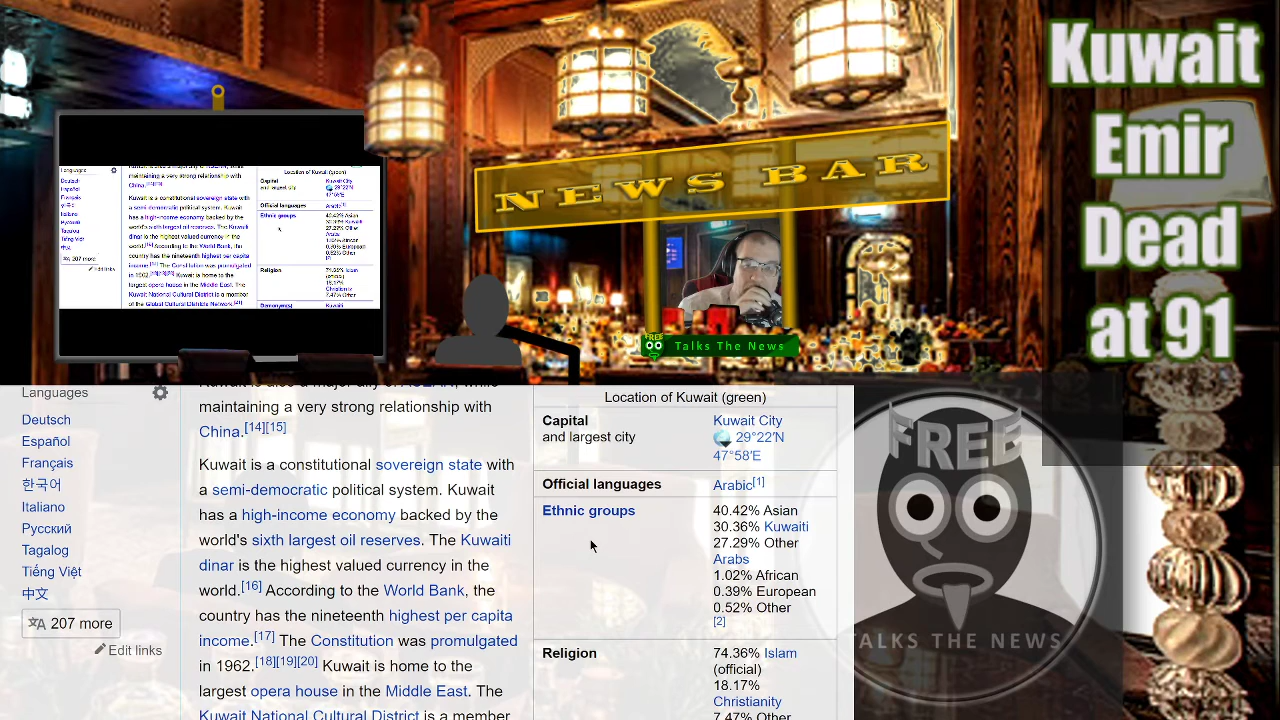 Kuwait
Emir
Dead
at 91
NEWS BAR
FREE
Talks The News
Languages
Deutsch
Español
Français
한국어
Italiano
Русский
Tagalog
Tiếng Việt
中文
207 more
Edit links
maintaining a very strong relationship with
China.[14][15]
Kuwait is a constitutional sovereign state with
a semi-democratic political system. Kuwait
has a high-income economy backed by the
world's sixth largest oil reserves. The Kuwaiti
dinar is the highest valued currency in the
world.[16] According to the World Bank, the
country has the nineteenth highest per capita
income.[17] The Constitution was promulgated
in 1962.[18][19][20] Kuwait is home to the
largest opera house in the Middle East. The
Kuwait National Cultural District is a member
Location of Kuwait (green)
Capital
and largest city
Kuwait City
29°22′N
47°58′E
Official languages
Arabic[1]
Ethnic groups
40.42% Asian
30.36% Kuwaiti
27.29% Other
Arabs
1.02% African
0.39% European
0.52% Other
[2]
Religion
74.36% Islam
(official)
18.17%
Christianity
7.47% Other
FREE
TALKS THE NEWS